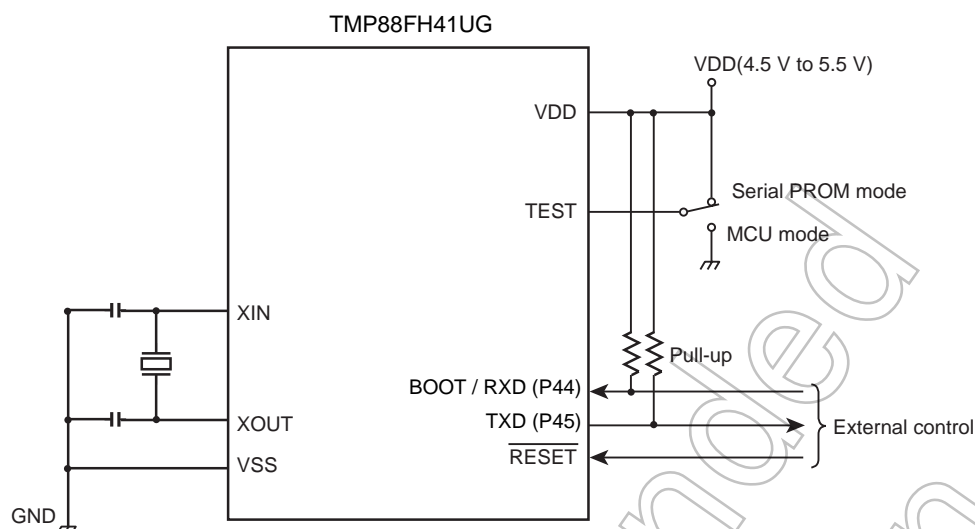 TMP88FH41UG
VDD(4.5 V to 5.5 V)
VDD
Serial PROM mode
TEST
MCU mode
XIN
Pull-up
BOOT / RXD (P44)
XOUT
TXD (P45)
External control
RESET
VSS
GND
nded
n